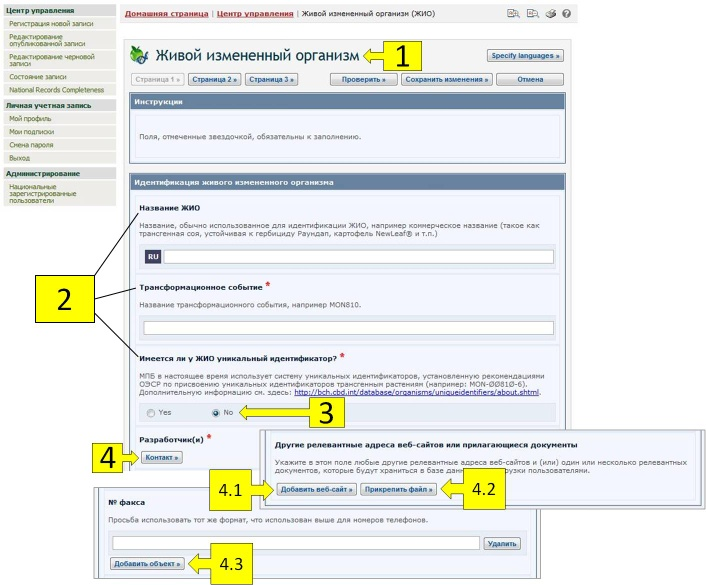 Центр управления
Регистрация новой записи
Редактирование
опубликованной записи
Редактирование черновой
записи
Состояние записи
National Records Completeness
Личная учетная запись
Мой профиль
Мои подписки
Смена пароля
Выход
Администрирование
Национальные
зарегистрированные
пользователи
Домашняя страница | Центр управления | Живой измененный организм (ЖИО)
Живой измененный организм
1
Specify languages »
Страница 1 » Страница 2 » Страница 3 » Проверить » Сохранить изменения » Отмена
Инструкции
Поля, отмеченные звездочкой, обязательны к заполнению.
Идентификация живого измененного организма
Название ЖИО
Название, обычно использованное для идентификации ЖИО, например коммерческое название (такое как
трансгенная соя, устойчивая к гербициду Раундап, картофель NewLeaf® и т.п.)
RU
2
Трансформационное событие *
Название трансформационного события, например MON810.
Имеется ли у ЖИО уникальный идентификатор? *
МПБ в настоящее время использует систему уникальных идентификаторов, установленную рекомендациями
ОЭСР по присвоению уникальных идентификаторов трансгенным растениям (например: MON-ØØ81Ø-6).
Дополнительную информацию см. здесь: http://bch.cbd.int/database/organisms/uniqueidentifiers/about.shtml.
Yes No
3
Разработчик(и) *
4
Контакт »
Другие релевантные адреса веб-сайтов или прилагающиеся документы
Укажите в этом поле любые другие релевантные адреса веб-сайтов и (или) один или несколько релевантных
документов, которые будут храниться в базе дан рузки пользователями.
4.1
Добавить веб-сайт » Прикрепить файл »
4.2
№ факса
Просьба использовать тот же формат, что использован выше для номеров телефонов.
Удалить
Добавить объект »
4.3